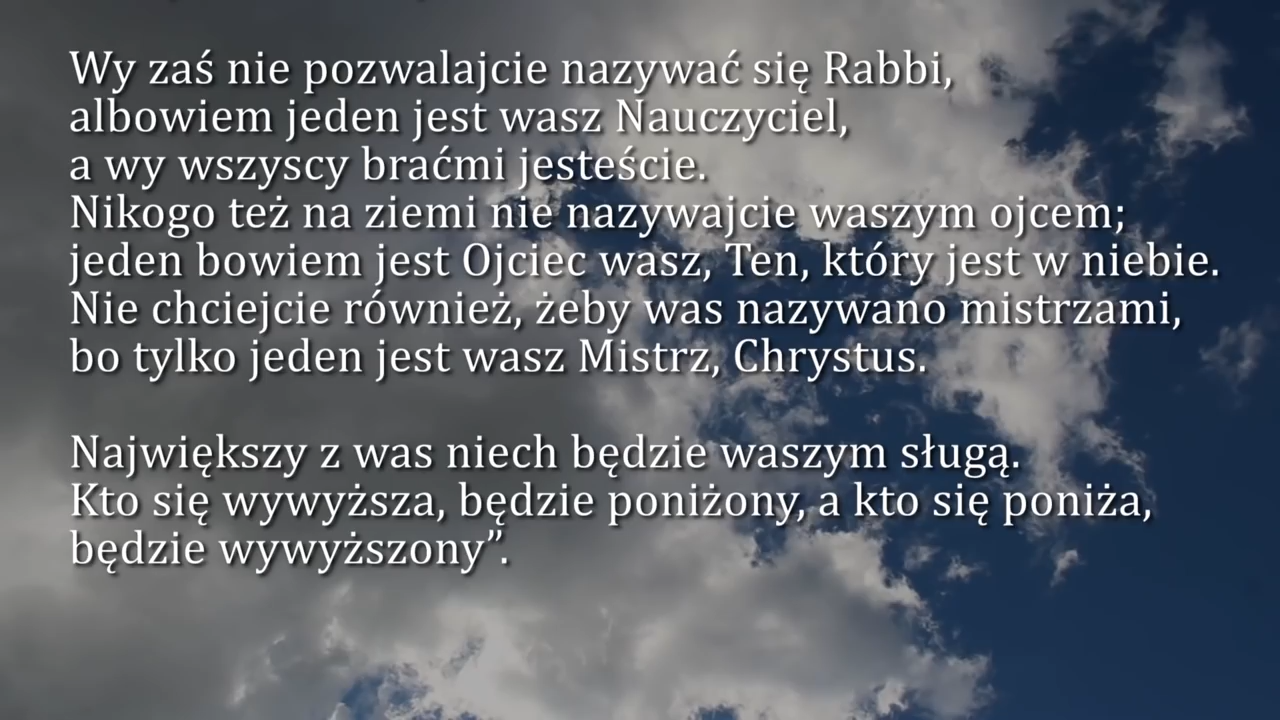 Wy zaś nie pozwalajcie nazywać się Rabbi,
albowiem jeden jest wasz Nauczyciel,
a wy wszyscy braćmi jesteście.
Nikogo też na ziemi nie nazywajcie waszym ojcem;
jeden bowiem jest Ojciec wasz, Ten, który jest w niebie.
Nie chciejcie również, żeby was nazywano mistrzami,
bo tylko jeden jest wasz Mistrz, Chrystus.
Największy z was niech będzie waszym sługą.
Kto się wywyższa, będzie poniżony, a kto się poniża,
będzie wywyższony”.